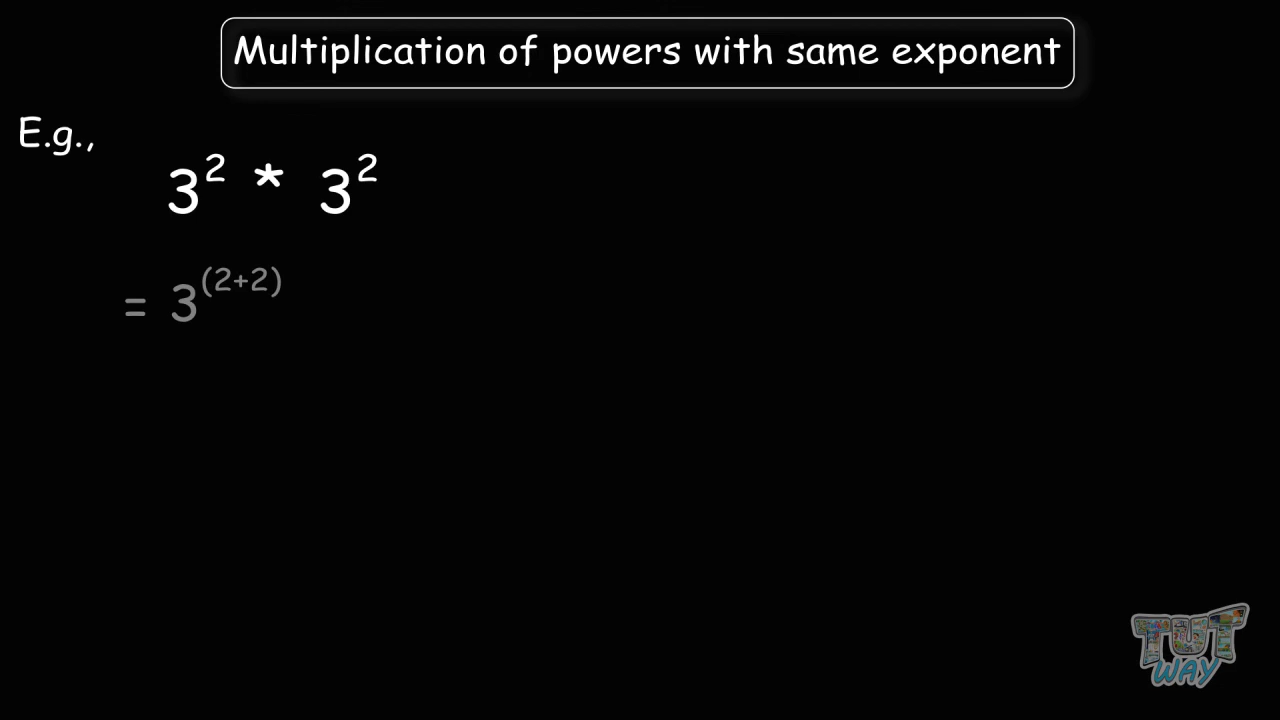 Multiplication of powers with same exponent
E.g.,
3² * 3²
= 3⁽²⁺²⁾
TUT
WAY